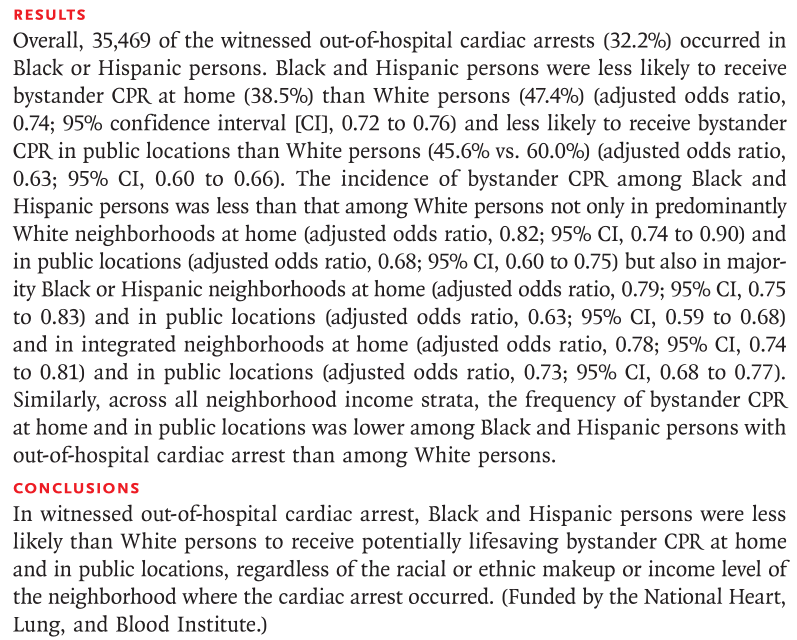 RESULTS
Overall, 35,469 of the witnessed out-of-hospital cardiac arrests (32.2%) occurred in
Black or Hispanic persons. Black and Hispanic persons were less likely to receive
bystander CPR at home (38.5%) than White persons (47.4%) (adjusted odds ratio,
0.74; 95% confidence interval [CI], 0.72 to 0.76) and less likely to receive bystander
CPR in public locations than White persons (45.6% vs. 60.0%) (adjusted odds ratio,
0.63; 95% CI, 0.60 to 0.66). The incidence of bystander CPR among Black and
Hispanic persons was less than that among White persons not only in predominantly
White neighborhoods at home (adjusted odds ratio, 0.82; 95% CI, 0.74 to 0.90) and
in public locations (adjusted odds ratio, 0.68; 95% CI, 0.60 to 0.75) but also in major-
ity Black or Hispanic neighborhoods at home (adjusted odds ratio, 0.79; 95% CI, 0.75
to 0.83) and in public locations (adjusted odds ratio, 0.63; 95% CI, 0.59 to 0.68)
and in integrated neighborhoods at home (adjusted odds ratio, 0.78; 95% CI, 0.74
to 0.81) and in public locations (adjusted odds ratio, 0.73; 95% CI, 0.68 to 0.77).
Similarly, across all neighborhood income strata, the frequency of bystander CPR
at home and in public locations was lower among Black and Hispanic persons with
out-of-hospital cardiac arrest than among White persons.
CONCLUSIONS
In witnessed out-of-hospital cardiac arrest, Black and Hispanic persons were less
likely than White persons to receive potentially lifesaving bystander CPR at home
and in public locations, regardless of the racial or ethnic makeup or income level of
the neighborhood where the cardiac arrest occurred. (Funded by the National Heart,
Lung, and Blood Institute.)